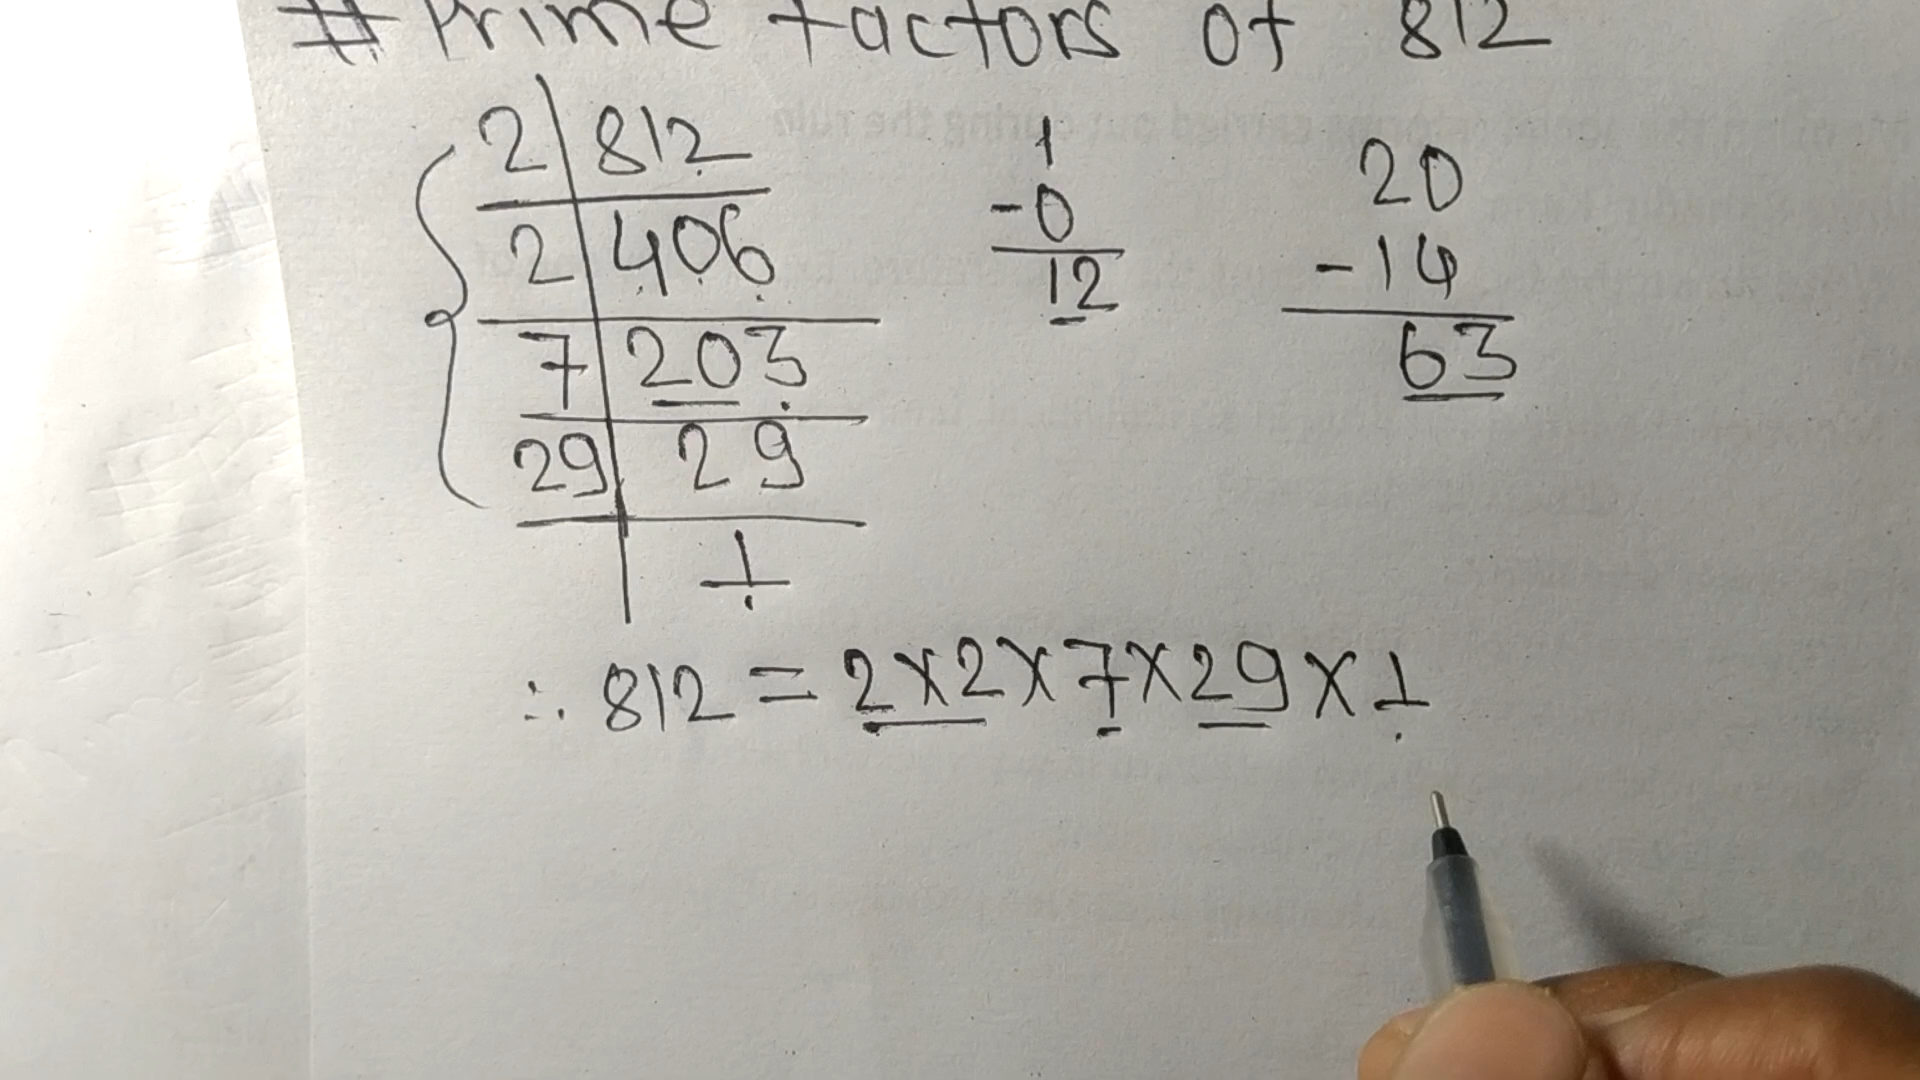 # Prime factors of 812
2 | 812
2 | 406
7 | 203
29 | 29
1
1
-0
12
20
-14
63
∴ 812 = 2×2×7×29×1